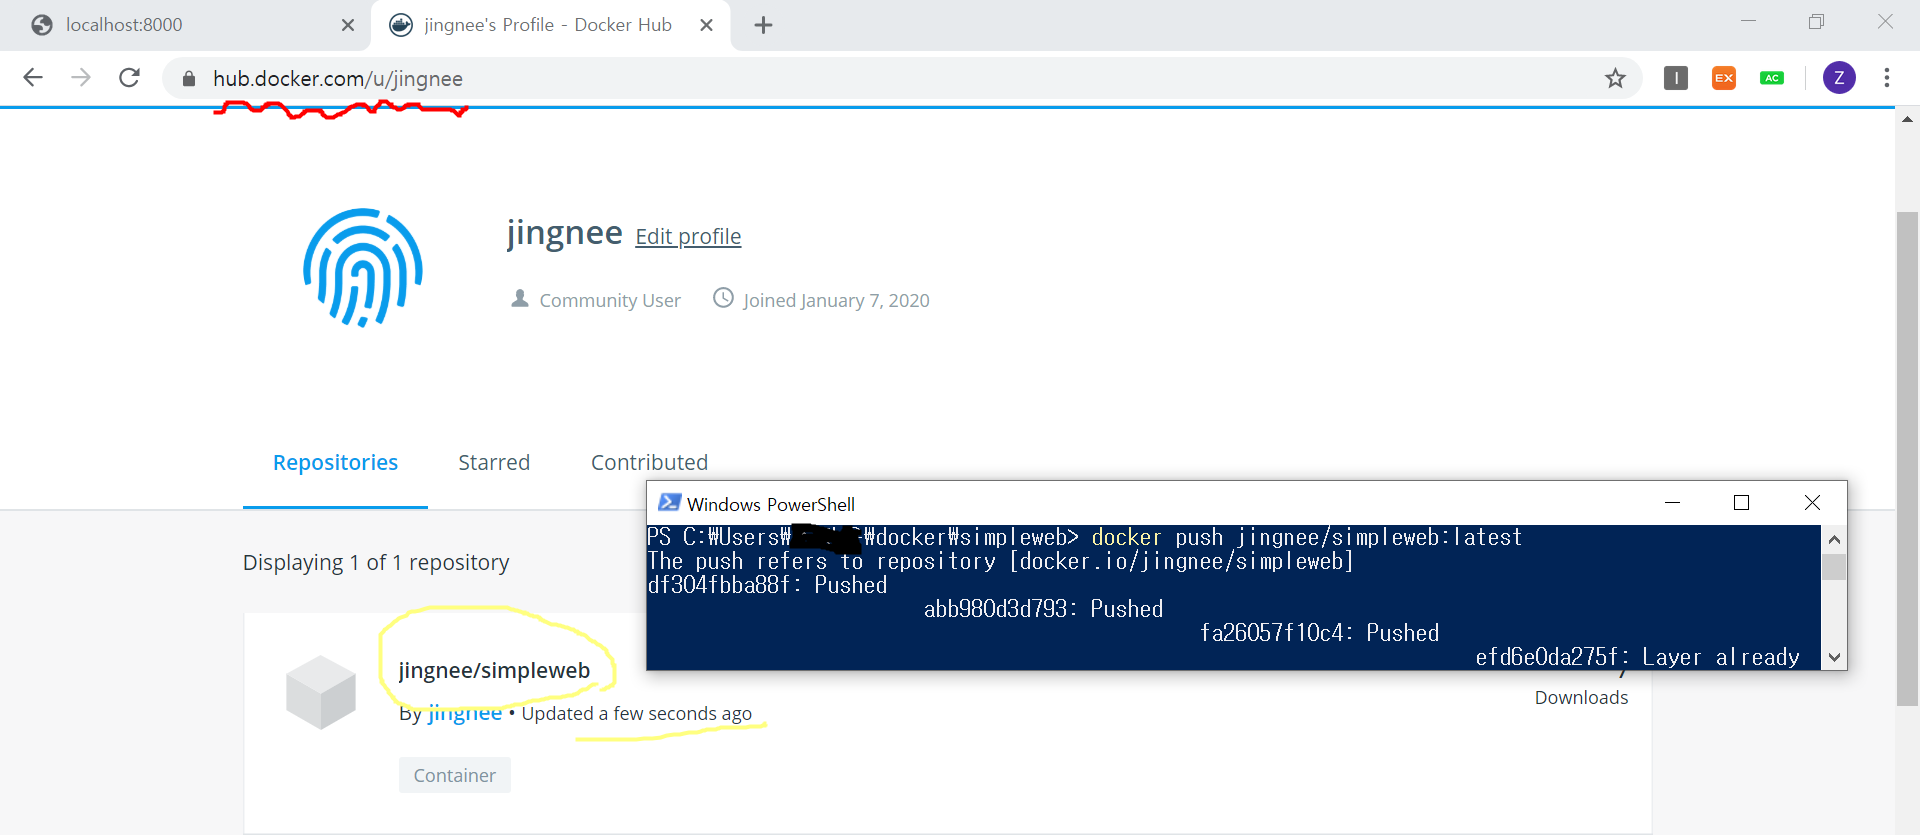 localhost:8000
jingnee's Profile - Docker Hub
hub.docker.com/u/jingnee
I
EX
AC
Z
jingnee Edit profile
Community User Joined January 7, 2020
Repositories Starred Contributed
Displaying 1 of 1 repository
jingnee/simpleweb
By jingnee • Updated a few seconds ago
Container
Downloads
Windows PowerShell
PS C:₩Users₩ ₩docker₩simpleweb> docker push jingnee/simpleweb:latest
The push refers to repository [docker.io/jingnee/simpleweb]
df304fbba88f: Pushed
abb980d3d793: Pushed
fa26057f10c4: Pushed
efd6e0da275f: Layer already